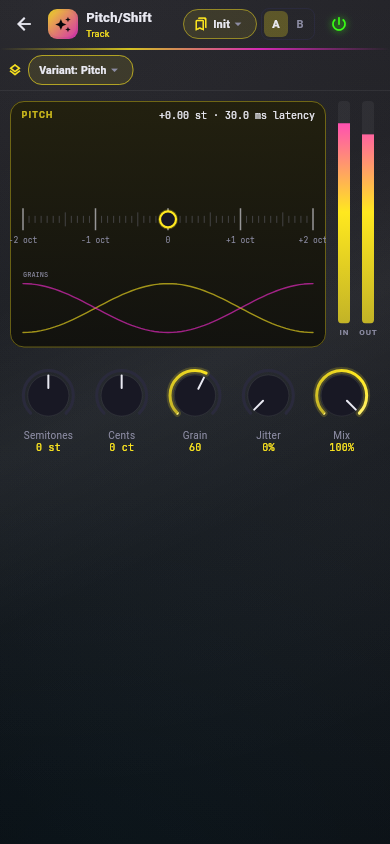 Pitch/Shift
Track
Init
A
B
Variant: Pitch
PITCH
+0.00 st · 30.0 ms latency
-2 oct
-1 oct
0
+1 oct
+2 oct
GRAINS
IN
OUT
Semitones
Cents
Grain
Jitter
Mix
0 st
0 ct
60
0%
100%